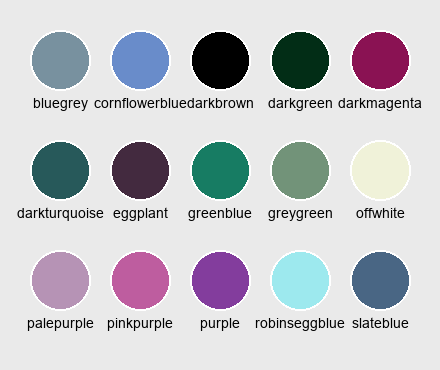 bluegrey cornflowerblue darkbrown darkgreen darkmagenta
darkturquoise eggplant greenblue greygreen offwhite
palepurple pinkpurple purple robinseggblue slateblue